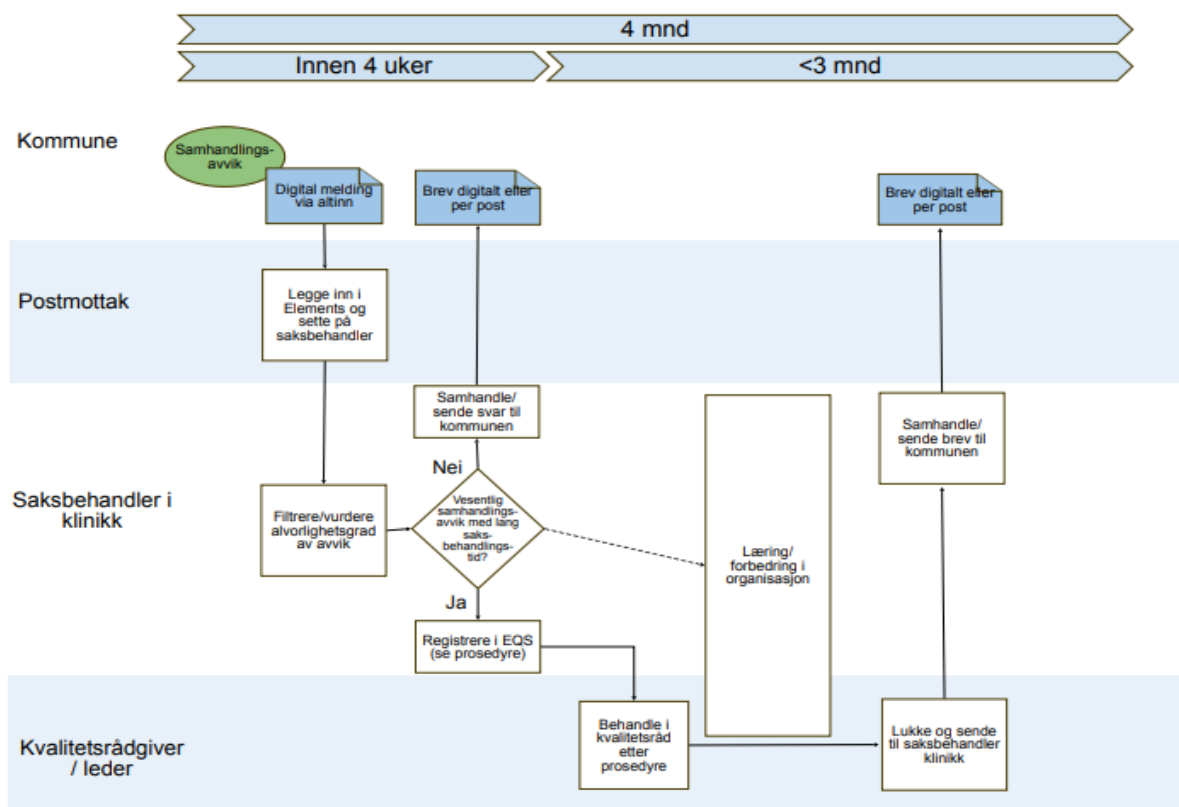 4 mnd
Innen 4 uker
<3 mnd
Kommune
Samhandlings-
avvik
Digital melding
via altinn
Brev digitalt eller
per post
Brev digitalt eller
per post
Postmottak
Legge inn i
Elements og
sette på
saksbehandler
Saksbehandler i
klinikk
Filtrere/vurdere
alvorlighetsgrad
av avvik
Samhandle/
sende svar til
kommunen
Nei
Vesentlig
samhandlings-
avvik med lang
saks-
behandlings-
tid?
Ja
Registrere i EQS
(se prosedyre)
Læring/
forbedring i
organisasjon
Samhandle/
sende brev til
kommunen
Kvalitetsrådgiver
/ leder
Behandle i
kvalitetsråd
etter
prosedyre
Lukke og sende
til saksbehandler
klinikk